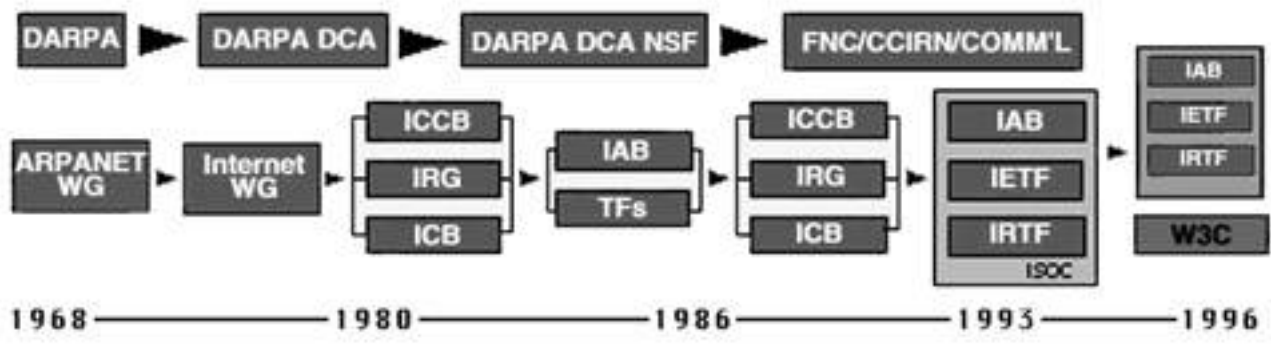 DARPA
DARPA DCA
DARPA DCA NSF
FNC/CCIRN/COMM'L
ARPANET
WG
Internet
WG
ICCB
IRG
ICB
IAB
TFs
ICCB
IRG
ICB
IAB
IETF
IRTF
ISOC
IAB
IETF
IRTF
W3C
1968 1980 1986 1993 1996